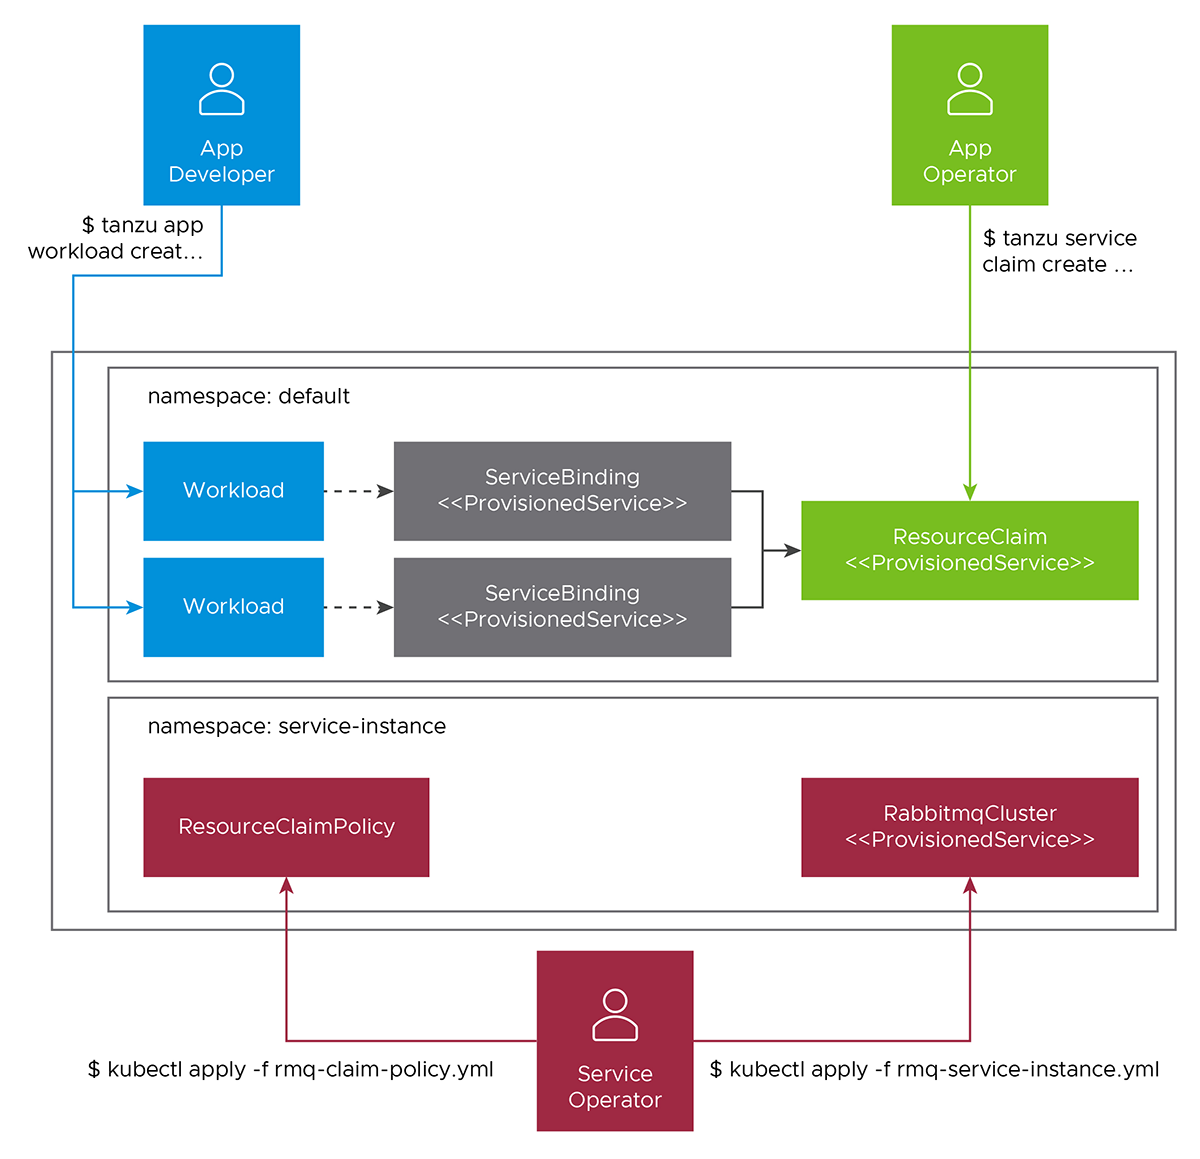 App
Developer
App
Operator
$ tanzu app
workload creat...
$ tanzu service
claim create ...
namespace: default
Workload
ServiceBinding
<<ProvisionedService>>
ResourceClaim
<<ProvisionedService>>
Workload
ServiceBinding
<<ProvisionedService>>
namespace: service-instance
ResourceClaimPolicy
RabbitmqCluster
<<ProvisionedService>>
$ kubectl apply -f rmq-claim-policy.yml
Service
Operator
$ kubectl apply -f rmq-service-instance.yml